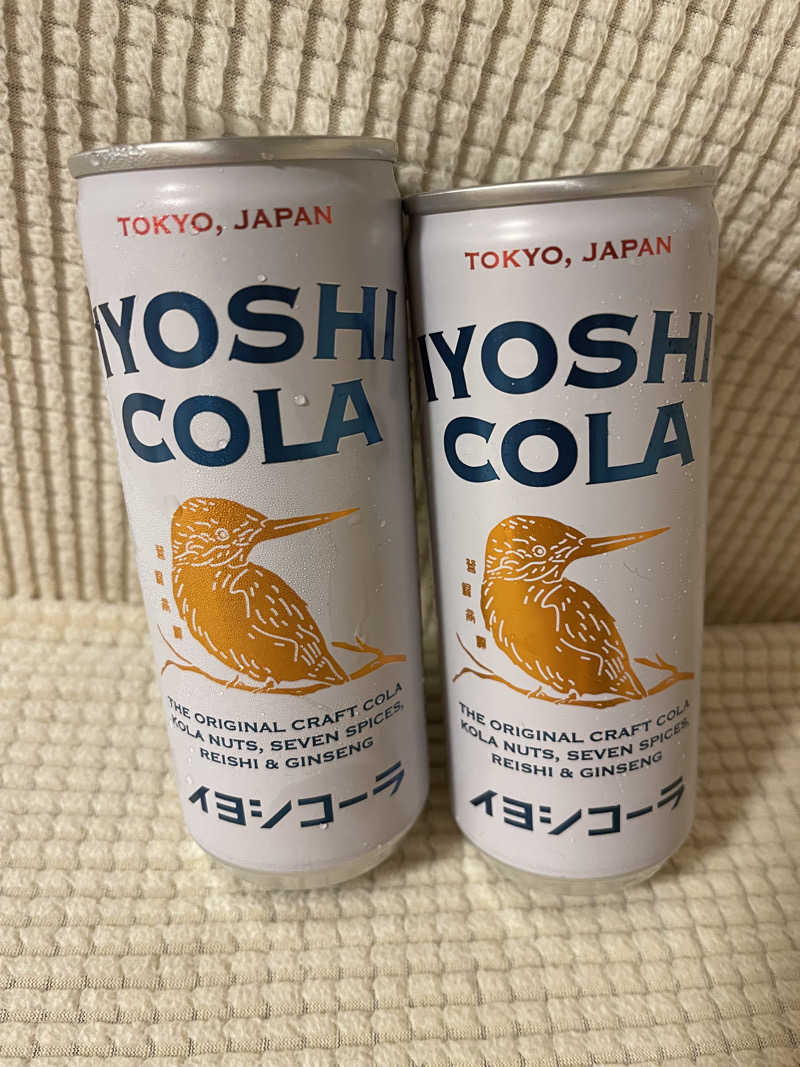 TOKYO, JAPAN
IYOSHI
COLA
THE ORIGINAL CRAFT COLA
KOLA NUTS, SEVEN SPICES,
REISHI & GINSENG
イヨシコーラ
TOKYO, JAPAN
IYOSHI
COLA
THE ORIGINAL CRAFT COLA
KOLA NUTS, SEVEN SPICES,
REISHI & GINSENG
イヨシコーラ